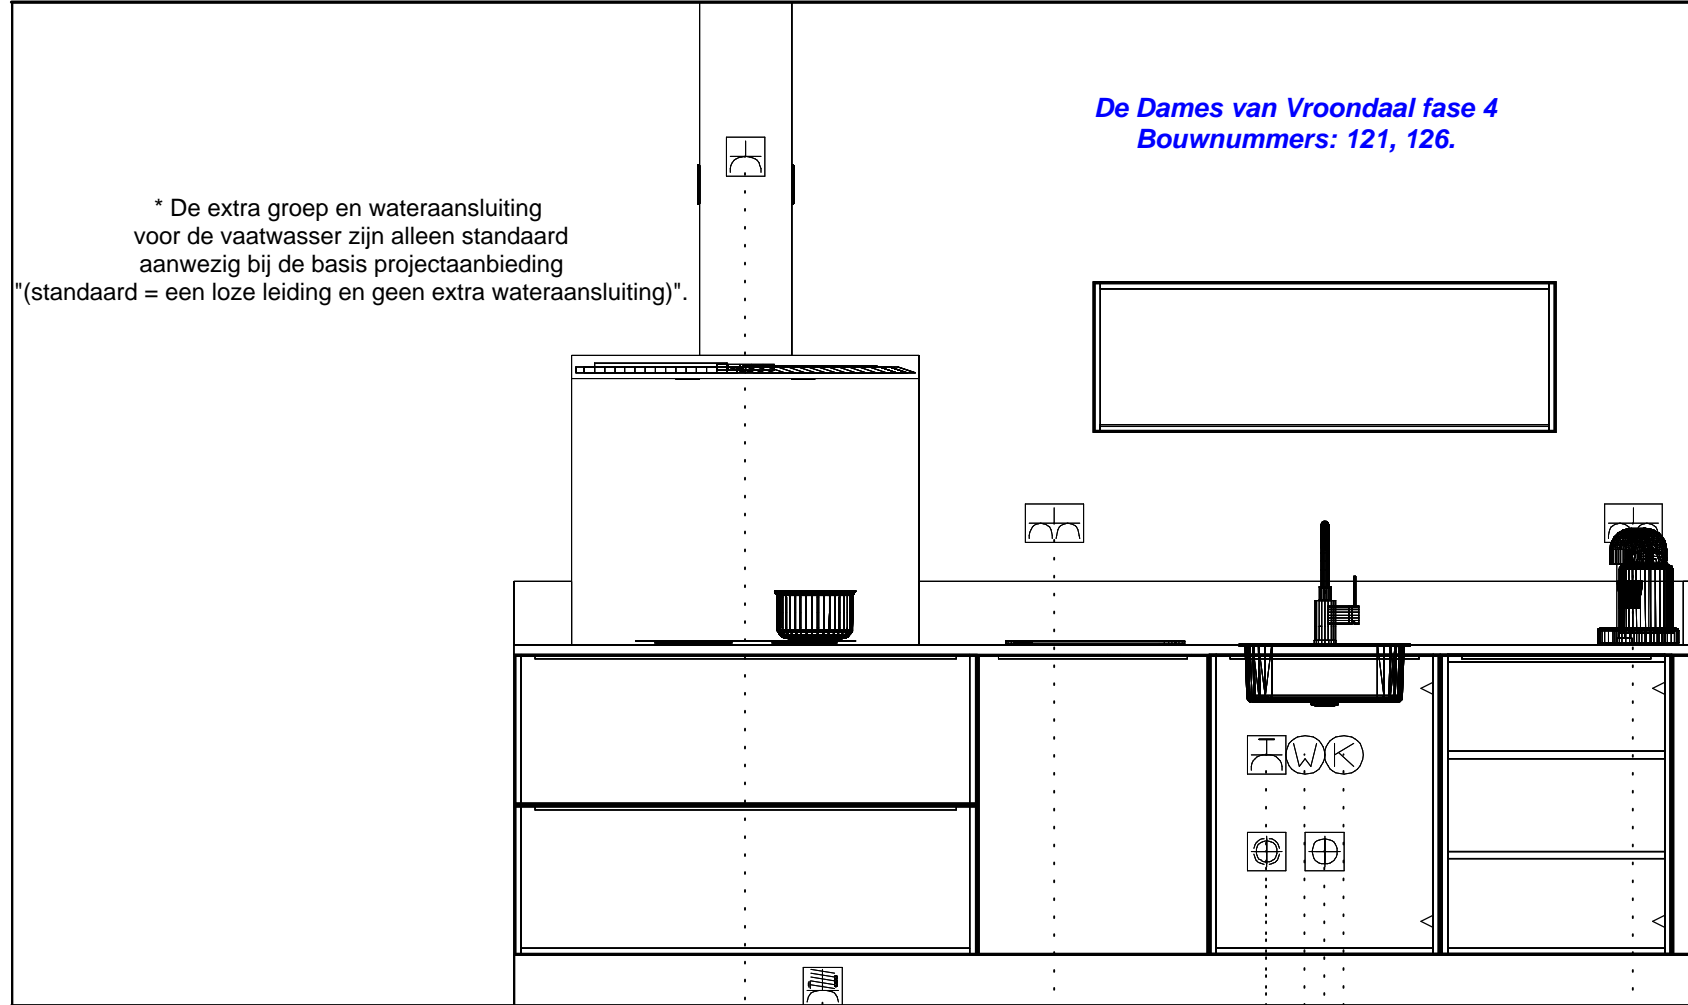 De Dames van Vroondaal fase 4
Bouwnummers: 121, 126.
* De extra groep en wateraansluiting
voor de vaatwasser zijn alleen standaard
aanwezig bij de basis projectaanbieding
"(standaard = een loze leiding en geen extra wateraansluiting)".
W K